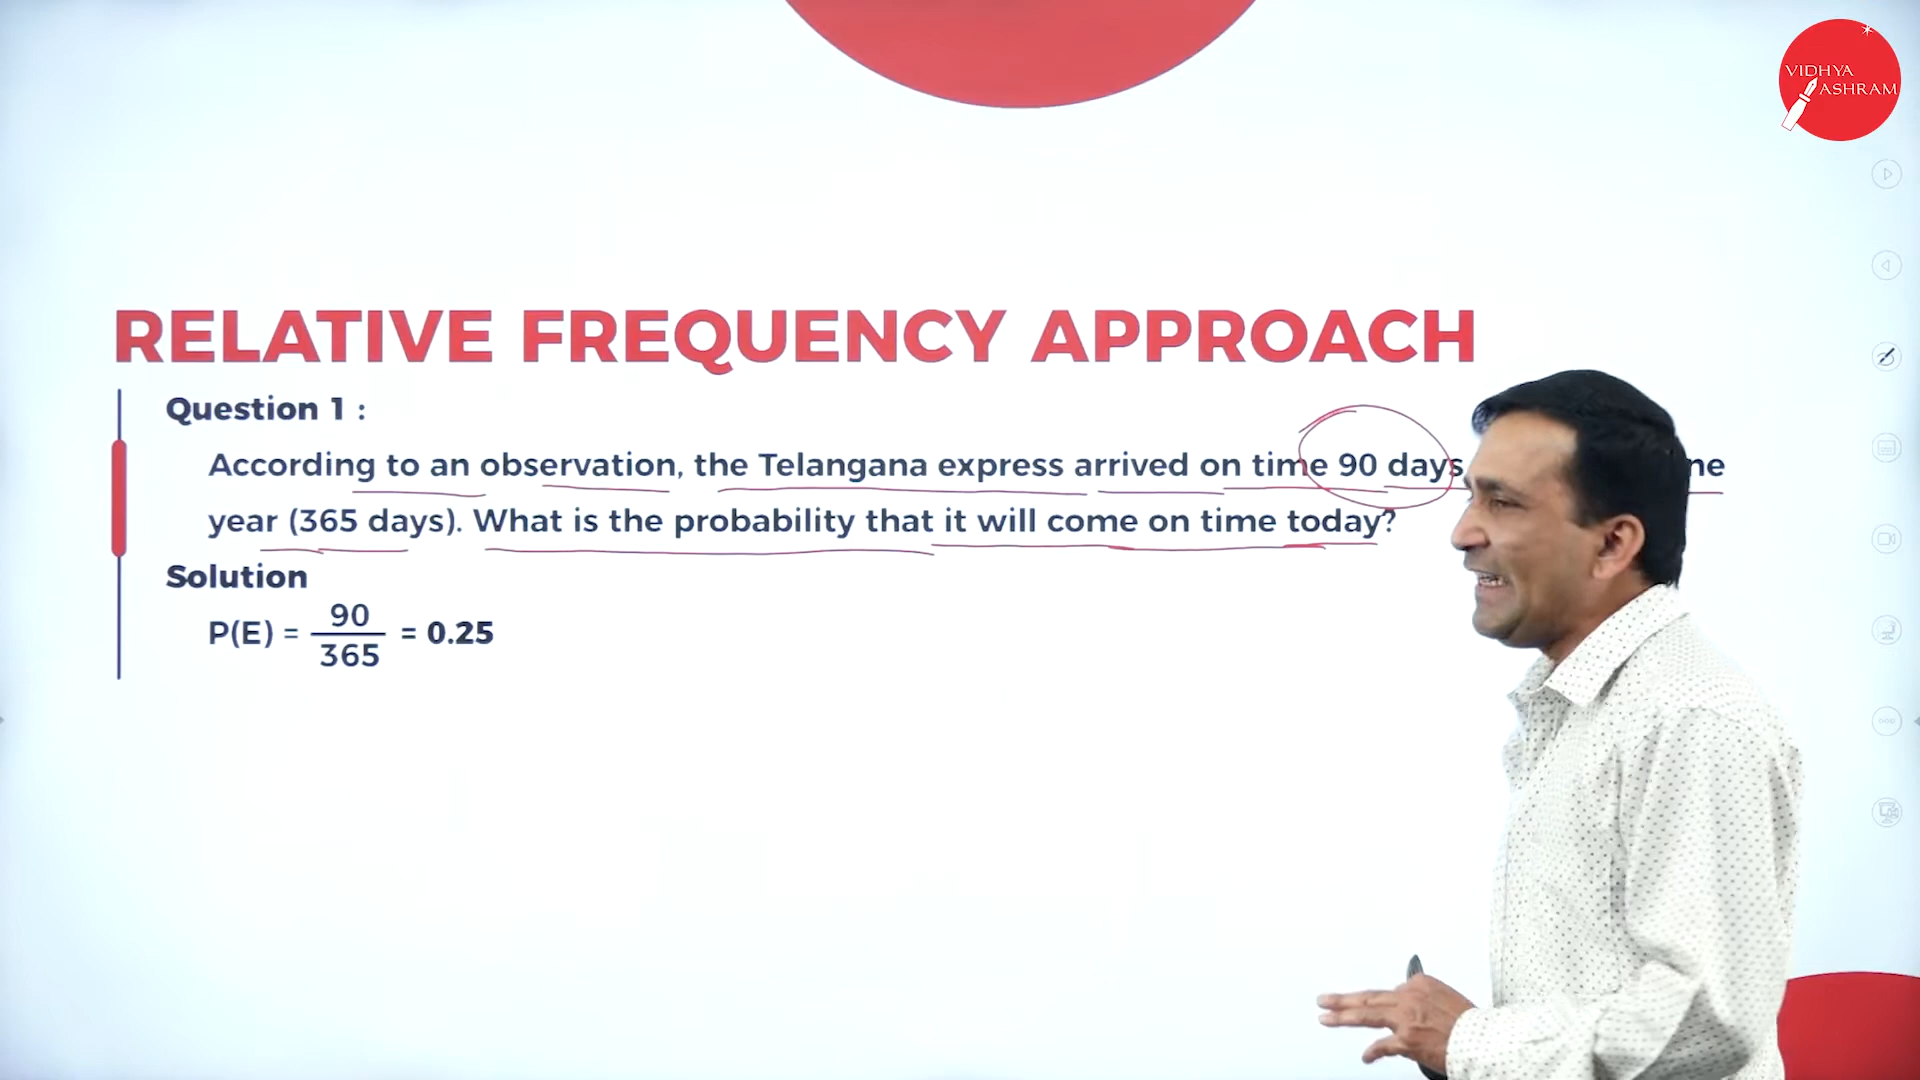 VIDHYA
ASHRAM
RELATIVE FREQUENCY APPROACH
Question 1 :
According to an observation, the Telangana express arrived on time 90 days
year (365 days). What is the probability that it will come on time today?
Solution
P(E) = 90/365 = 0.25